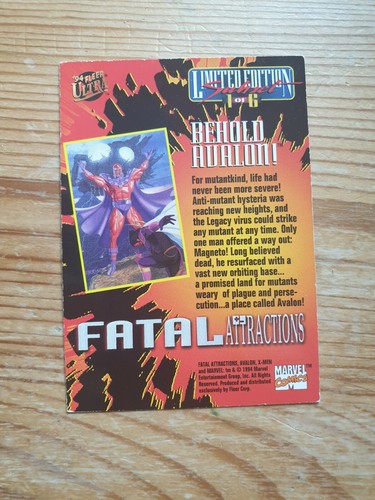 '94 FLEER
ULTRA
LIMITED EDITION
Subset
1 OF 6
BEHOLD
AVALON!
For mutantkind, life had
never been more severe!
Anti-mutant hysteria was
reaching new heights, and
the Legacy virus could strike
any mutant at any time. Only
one man offered a way out:
Magneto! Long believed
dead, he resurfaced with a
vast new orbiting base...
a promised land for mutants
weary of plague and perse-
cution...a place called Avalon!
FATAL ATTRACTIONS
FATAL ATTRACTIONS, AVALON, X-MEN
and MARVEL: tm & © 1994 Marvel
Entertainment Group, Inc. All Rights
Reserved. Produced and distributed
exclusively by Fleer Corp.
MARVEL
COMICS
TM